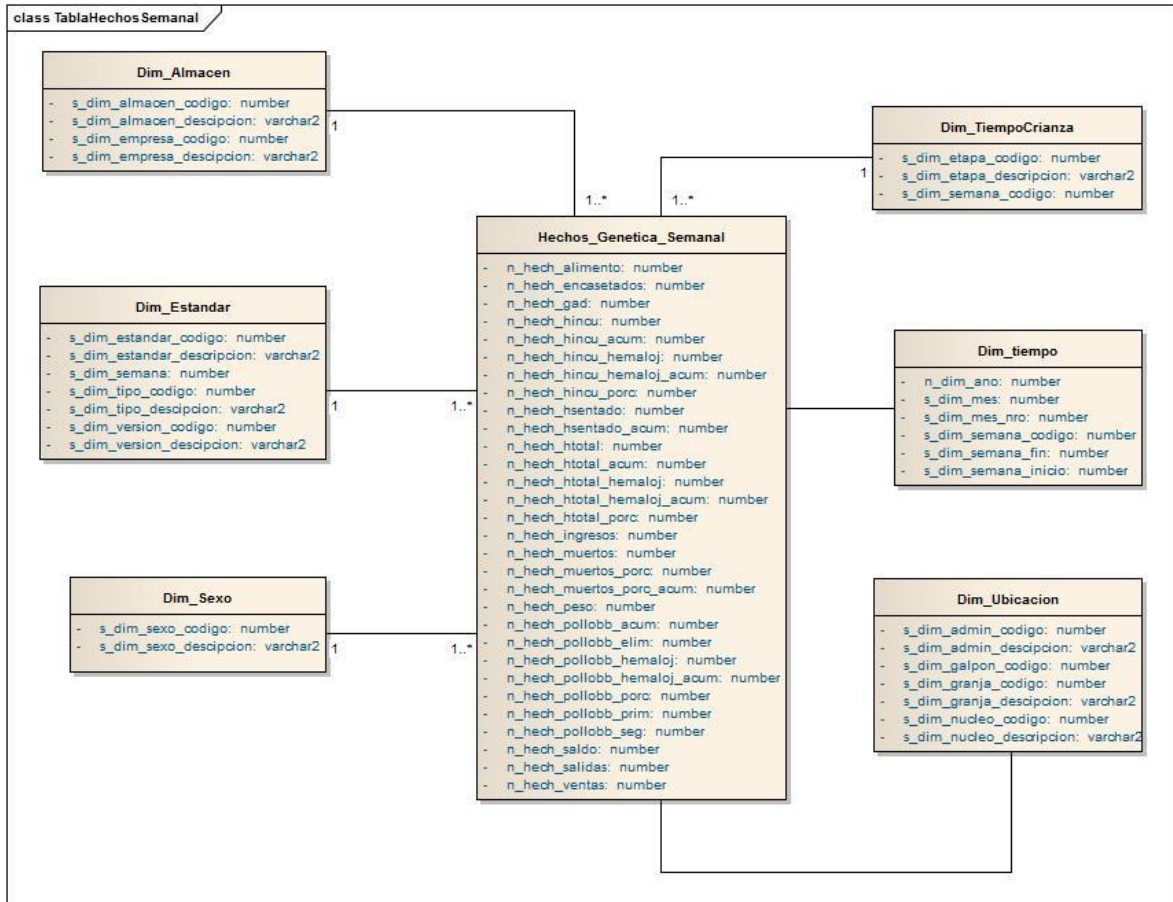 class TablaHechosSemanal
Dim_Almacen
- s_dim_almacen_codigo: number
- s_dim_almacen_descipcion: varchar2
- s_dim_empresa_codigo: number
- s_dim_empresa_descipcion: varchar2
1
1..*
Dim_TiempoCrianza
- s_dim_etapa_codigo: number
- s_dim_etapa_descripcion: varchar2
- s_dim_semana_codigo: number
1
1..*
Hechos_Genetica_Semanal
- n_hech_alimento: number
- n_hech_encasetados: number
- n_hech_gad: number
- n_hech_hincu: number
- n_hech_hincu_acum: number
- n_hech_hincu_hemaloj: number
- n_hech_hincu_hemaloj_acum: number
- n_hech_hincu_porc: number
- n_hech_hsentado: number
- n_hech_hsentado_acum: number
- n_hech_htotal: number
- n_hech_htotal_acum: number
- n_hech_htotal_hemaloj: number
- n_hech_htotal_hemaloj_acum: number
- n_hech_htotal_porc: number
- n_hech_ingresos: number
- n_hech_muertos: number
- n_hech_muertos_porc: number
- n_hech_muertos_porc_acum: number
- n_hech_peso: number
- n_hech_pollobb_acum: number
- n_hech_pollobb_elim: number
- n_hech_pollobb_hemaloj: number
- n_hech_pollobb_hemaloj_acum: number
- n_hech_pollobb_porc: number
- n_hech_pollobb_prim: number
- n_hech_pollobb_seg: number
- n_hech_saldo: number
- n_hech_salidas: number
- n_hech_ventas: number
Dim_Estándar
- s_dim_estandar_codigo: number
- s_dim_estandar_descripcion: varchar2
- s_dim_semana: number
- s_dim_tipo_codigo: number
- s_dim_tipo_descipcion: varchar2
- s_dim_version_codigo: number
- s_dim_version_descipcion: varchar2
1
1..*
Dim_tiempo
- n_dim_ano: number
- s_dim_mes: number
- s_dim_mes_nro: number
- s_dim_semana_codigo: number
- s_dim_semana_fin: number
- s_dim_semana_inicio: number
Dim_Sexo
- s_dim_sexo_codigo: number
- s_dim_sexo_descipcion: varchar2
1
1..*
Dim_Ubicacion
- s_dim_admin_codigo: number
- s_dim_admin_descipcion: varchar2
- s_dim_galpon_codigo: number
- s_dim_granja_codigo: number
- s_dim_granja_descipcion: varchar2
- s_dim_nucleo_codigo: number
- s_dim_nucleo_descripcion: varchar2